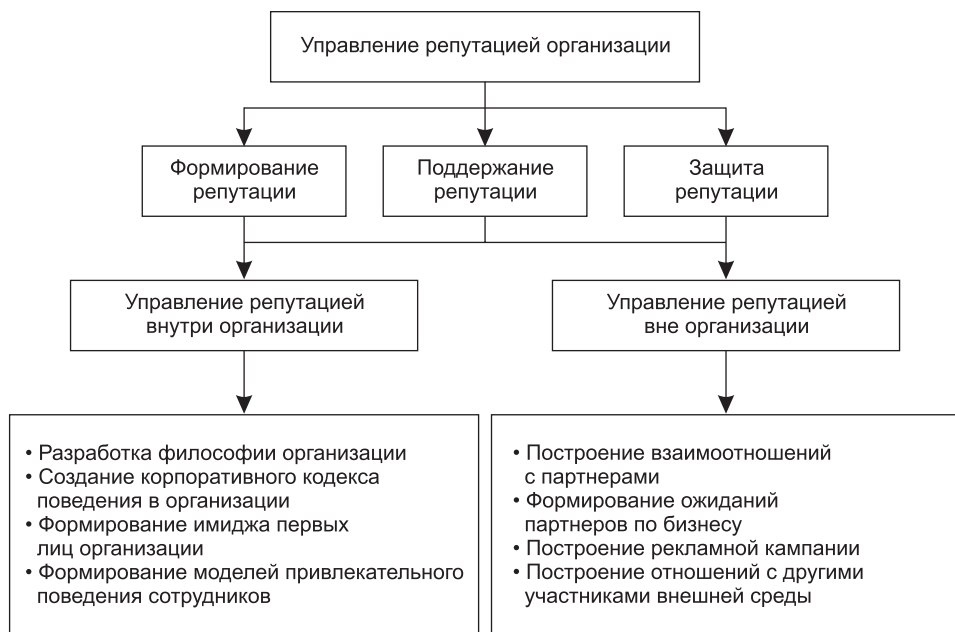 Управление репутацией организации
Формирование
репутации
Поддержание
репутации
Защита
репутации
Управление репутацией
внутри организации
Управление репутацией
вне организации
• Разработка философии организации
• Создание корпоративного кодекса
поведения в организации
• Формирование имиджа первых
лиц организации
• Формирование моделей привлекательного
поведения сотрудников
• Построение взаимоотношений
с партнерами
• Формирование ожиданий
партнеров по бизнесу
• Построение рекламной кампании
• Построение отношений с другими
участниками внешней среды